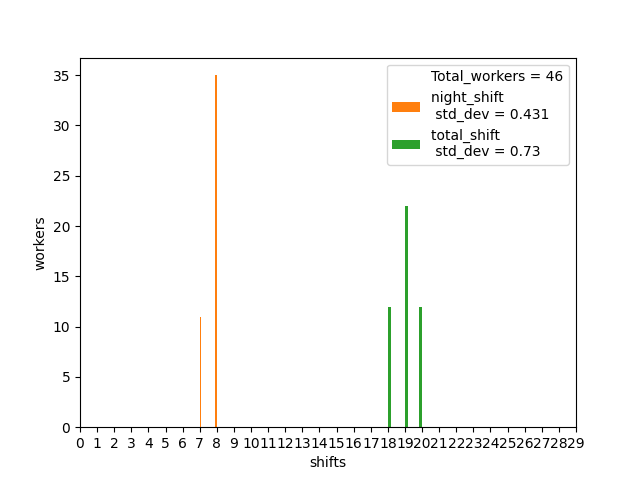 Total_workers = 46
night_shift
std_dev = 0.431
total_shift
std_dev = 0.73
35
30
25
20
15
10
5
0
workers
0 1 2 3 4 5 6 7 8 9 10 11 12 13 14 15 16 17 18 19 20 21 22 23 24 25 26 27 28 29
shifts